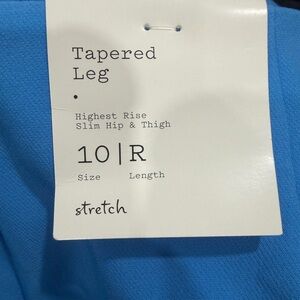 Tapered
Leg
•
Highest Rise
Slim Hip & Thigh
10|R
Size Length
stretch